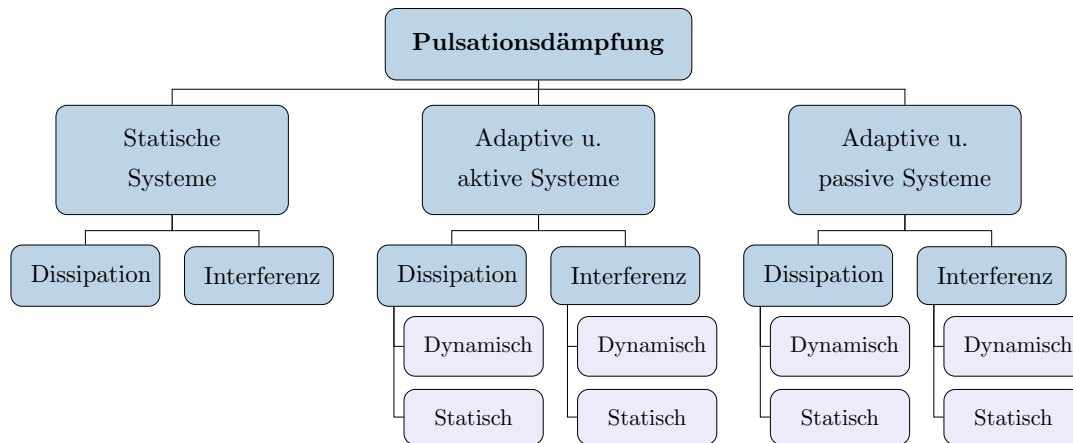 Pulsationsdämpfung
Statische
Systeme
Adaptive u.
aktive Systeme
Adaptive u.
passive Systeme
Dissipation
Interferenz
Dissipation
Interferenz
Dissipation
Interferenz
Dynamisch
Dynamisch
Dynamisch
Dynamisch
Statisch
Statisch
Statisch
Statisch